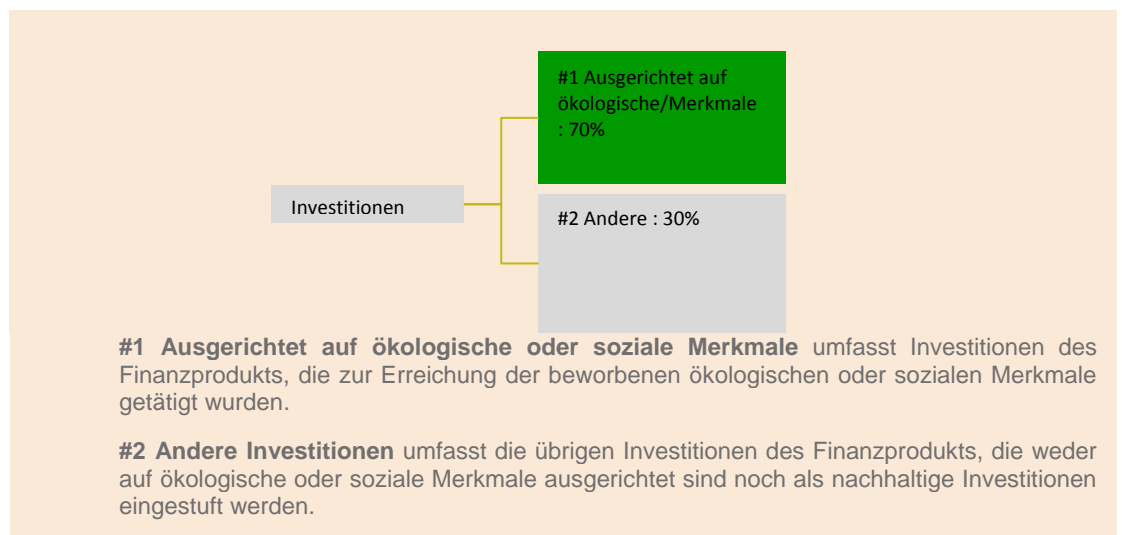 #1 Ausgerichtet auf
ökologische/Merkmale
: 70%
Investitionen
#2 Andere : 30%
#1 Ausgerichtet auf ökologische oder soziale Merkmale umfasst Investitionen des
Finanzprodukts, die zur Erreichung der beworbenen ökologischen oder sozialen Merkmale
getätigt wurden.
#2 Andere Investitionen umfasst die übrigen Investitionen des Finanzprodukts, die weder
auf ökologische oder soziale Merkmale ausgerichtet sind noch als nachhaltige Investitionen
eingestuft werden.